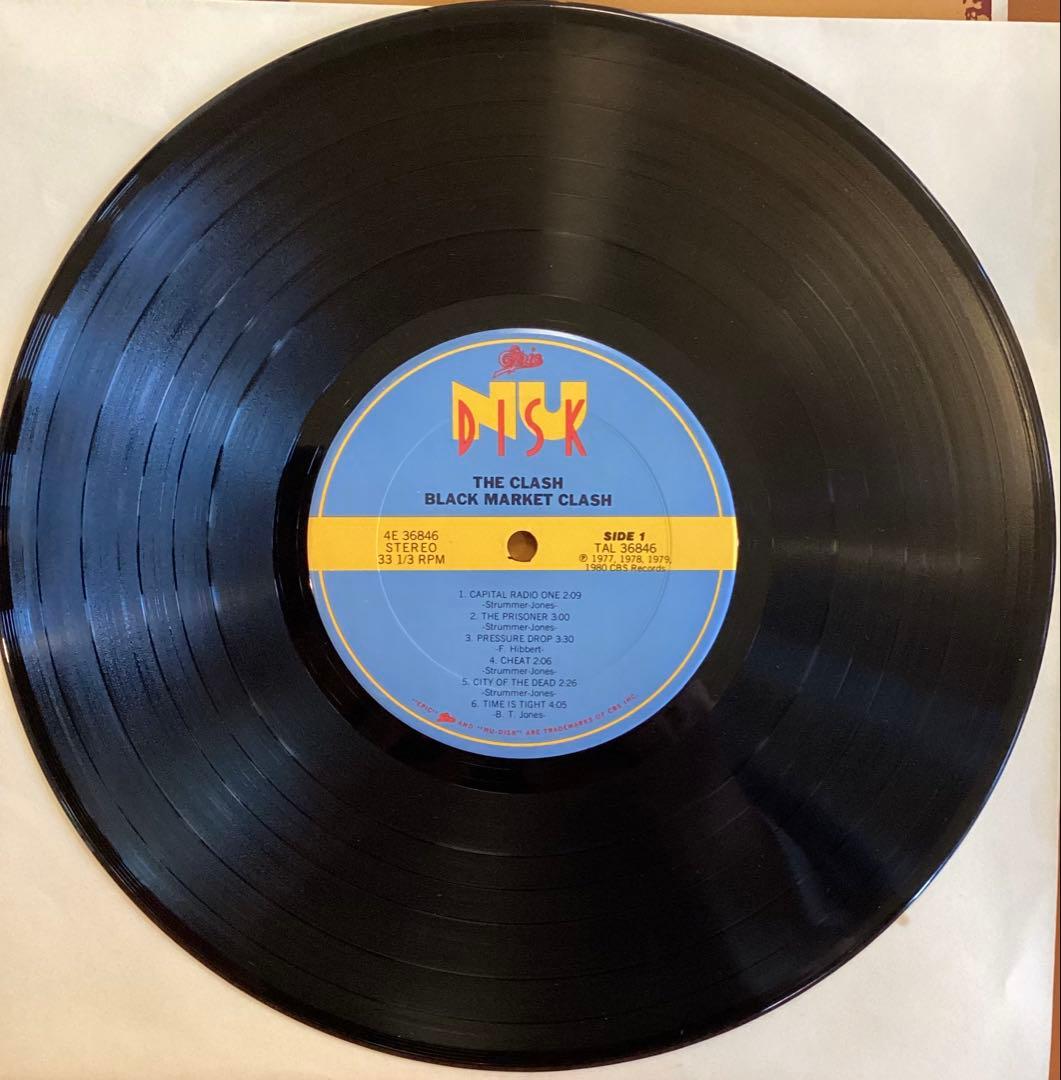 Epic
NU
DISK
THE CLASH
BLACK MARKET CLASH
4E 36846
STEREO
33 1/3 RPM
SIDE 1
TAL 36846
℗ 1977, 1978, 1979,
1980 CBS Records
1. CAPITAL RADIO ONE 2:09
-Strummer-Jones-
2. THE PRISONER 3:00
-Strummer-Jones-
3. PRESSURE DROP 3:30
-F. Hibbert-
4. CHEAT 2:06
-Strummer-Jones-
5. CITY OF THE DEAD 2:26
-Strummer-Jones-
6. TIME IS TIGHT 4:05
-B. T. Jones-
"EPIC" Epic AND "NU-DISK" ARE TRADEMARKS OF CBS INC.